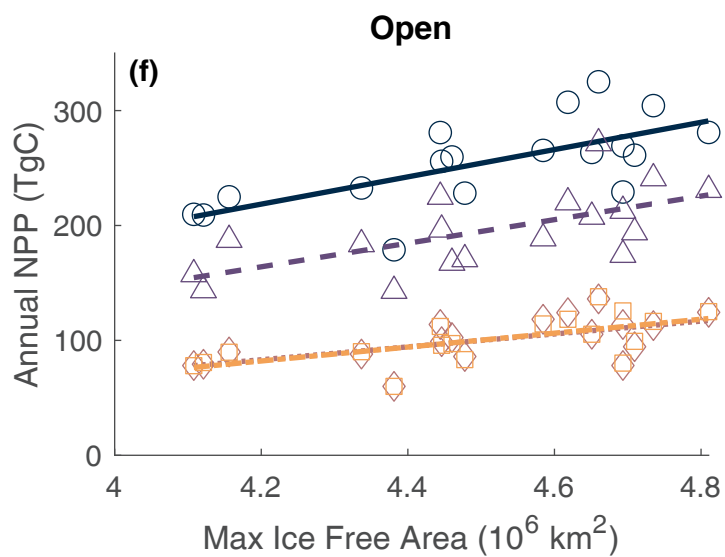 Open
(f)
300
200
100
0
Annual NPP (TgC)
4
4.2
4.4
4.6
4.8
Max Ice Free Area (10⁶ km²)